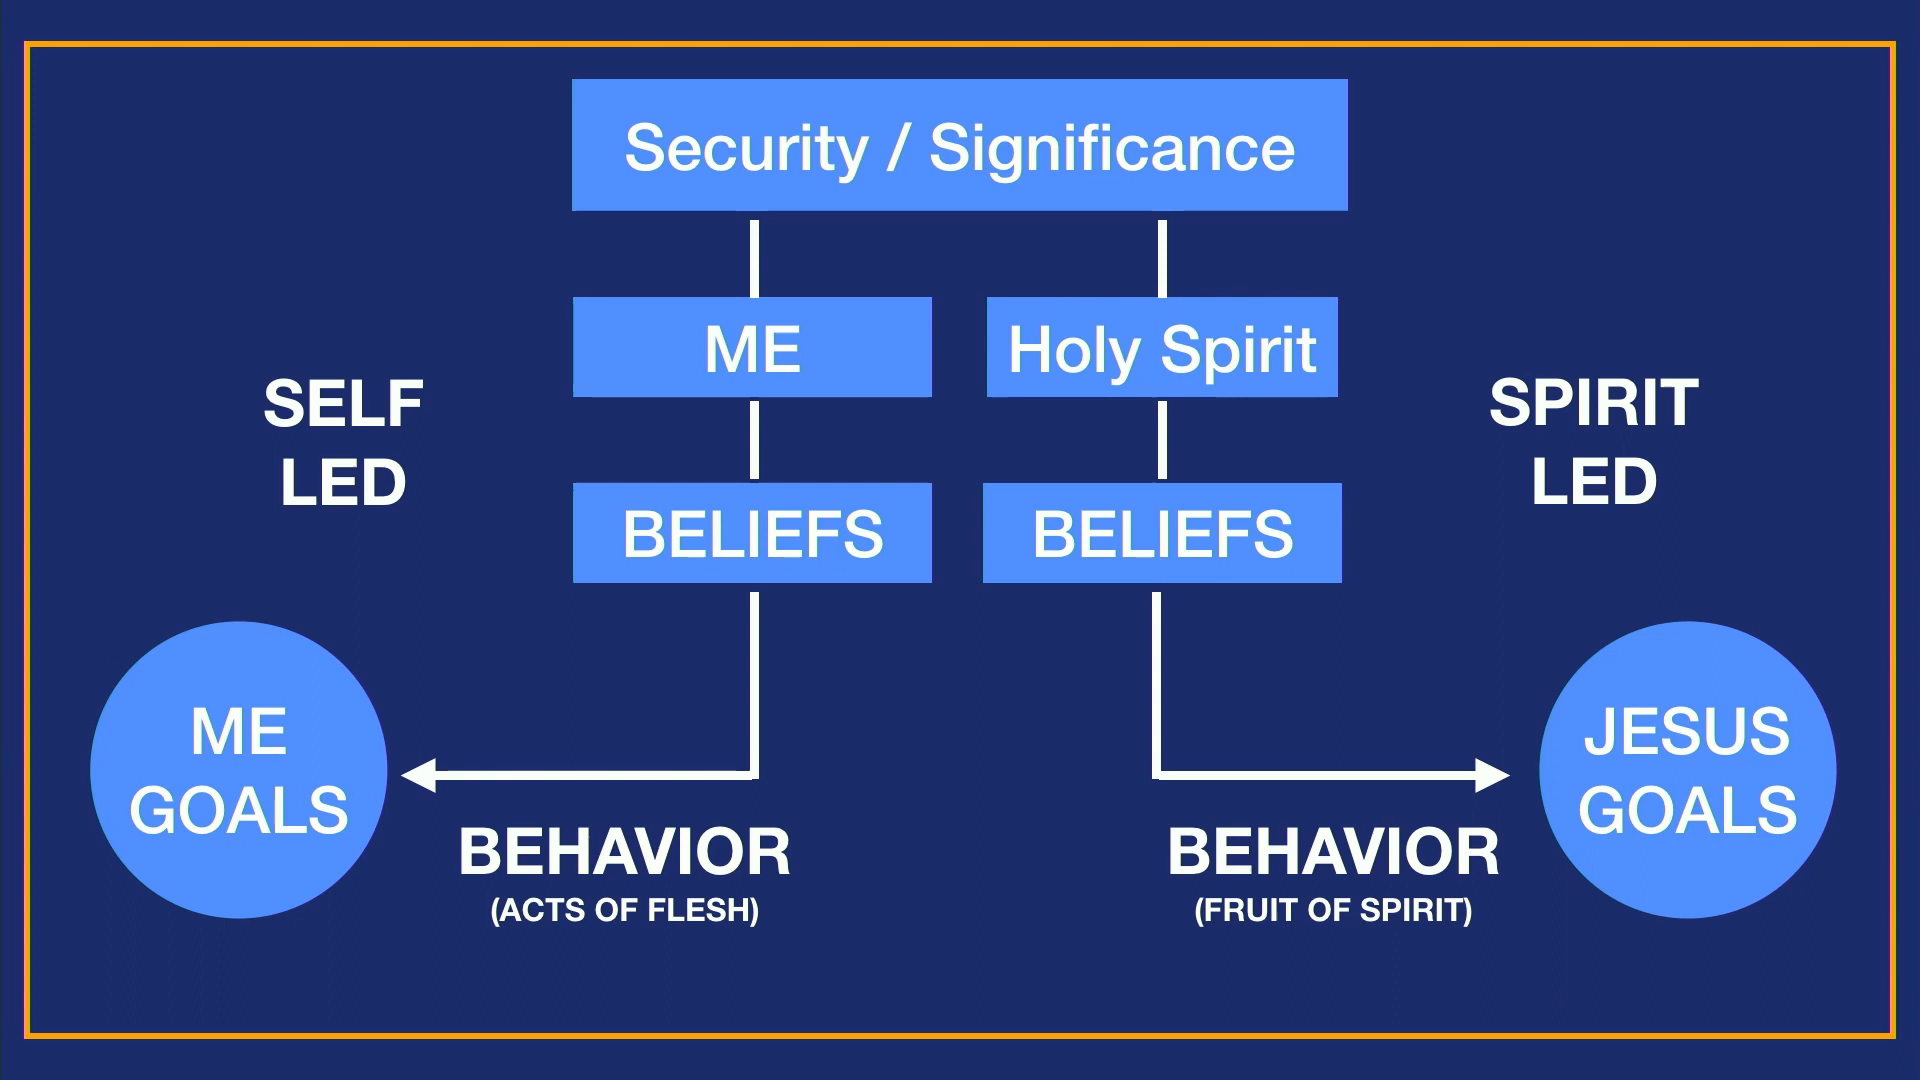 Security / Significance
ME
Holy Spirit
SELF
LED
SPIRIT
LED
BELIEFS
BELIEFS
ME
GOALS
JESUS
GOALS
BEHAVIOR
(ACTS OF FLESH)
BEHAVIOR
(FRUIT OF SPIRIT)